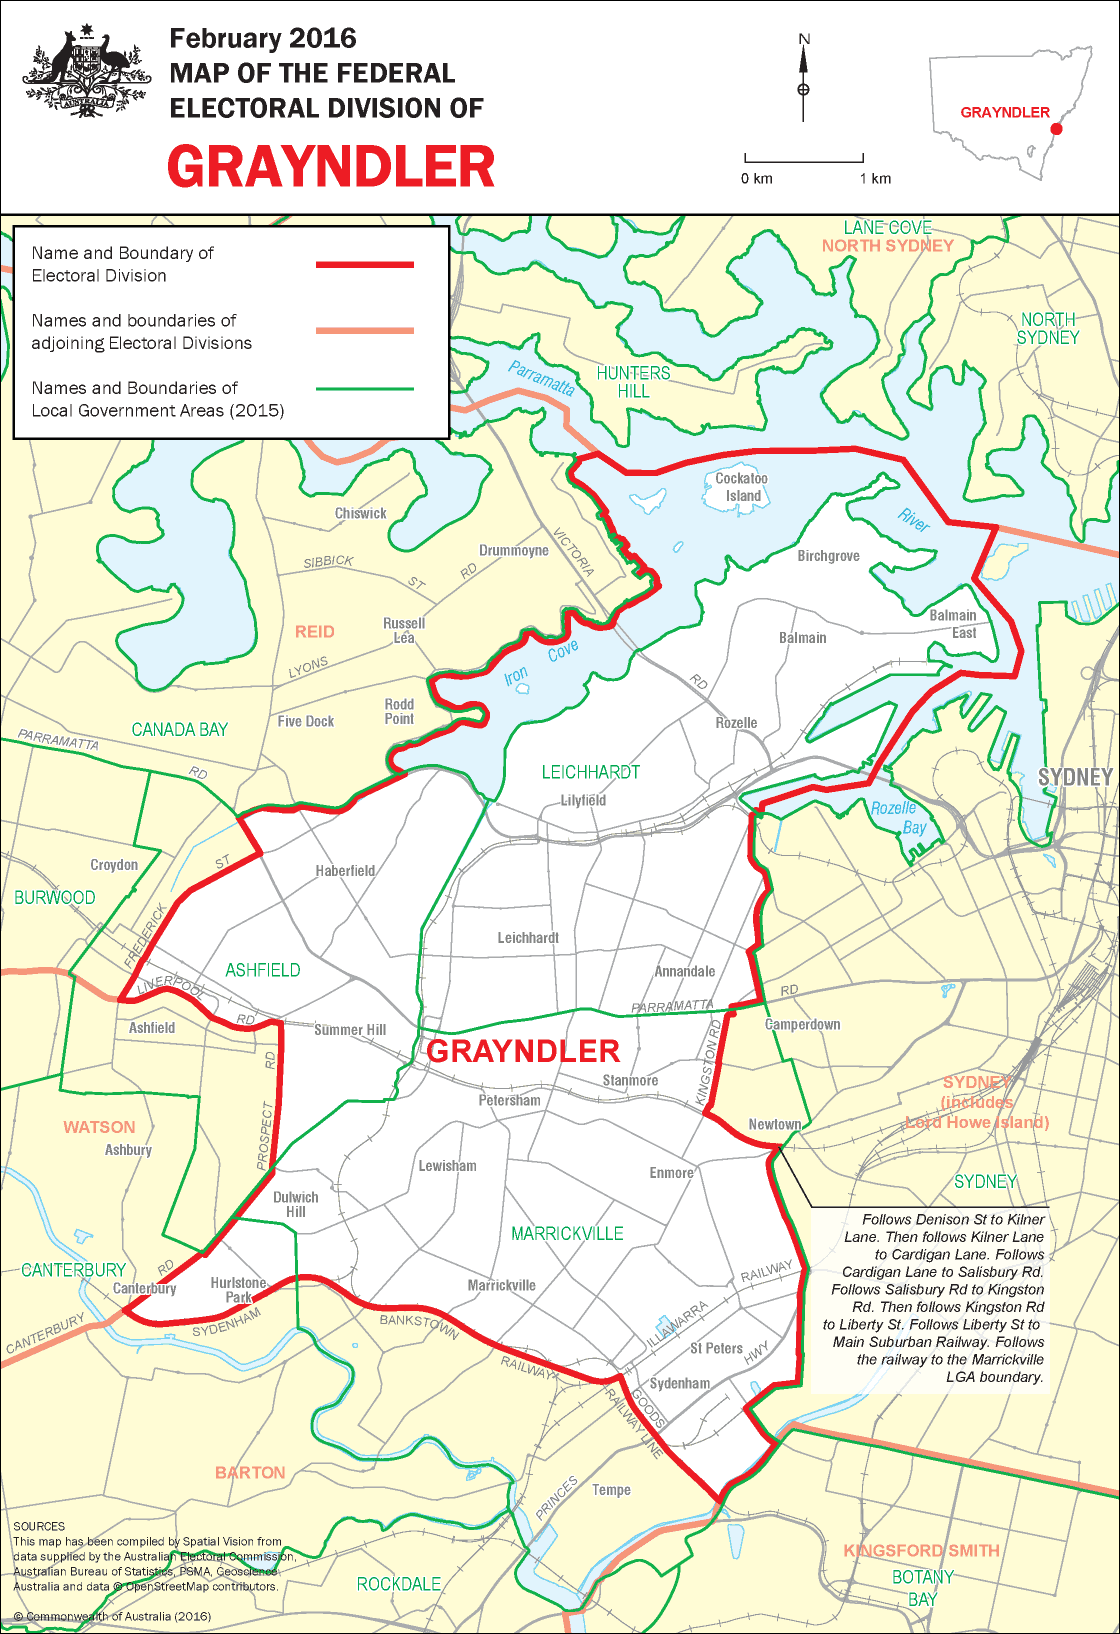 AUSTRALIA
February 2016
MAP OF THE FEDERAL
ELECTORAL DIVISION OF
GRAYNDLER
N
0 km
1 km
GRAYNDLER
Name and Boundary of
Electoral Division
Names and boundaries of
adjoining Electoral Divisions
Names and Boundaries of
Local Government Areas (2015)
LANE COVE
NORTH SYDNEY
NORTH
SYDNEY
Parramatta
HUNTERS
HILL
Cockatoo
Island
River
Chiswick
Drummoyne
VICTORIA
SIBBICK
ST
RD
Birchgrove
REID
Russell
Lea
Balmain
East
Balmain
LYONS
Iron
Cove
RD
Rodd
Point
Five Dock
Rozelle
CANADA BAY
PARRAMATTA
RD
LEICHHARDT
SYDNEY
Lilyfield
Rozelle
Bay
Croydon
ST
Haberfield
BURWOOD
FREDERICK
Leichhardt
ASHFIELD
Annandale
LIVERPOOL
RD
PARRAMATTA
RD
Ashfield
Summer Hill
Camperdown
GRAYNDLER
RD
KINGSTON RD
Stanmore
SYDNEY
(includes
Lord Howe Island)
Petersham
WATSON
PROSPECT
Newtown
Ashbury
Lewisham
Enmore
SYDNEY
Dulwich
Hill
MARRICKVILLE
Follows Denison St to Kilner
Lane. Then follows Kilner Lane
to Cardigan Lane. Follows
Cardigan Lane to Salisbury Rd.
Follows Salisbury Rd to Kingston
Rd. Then follows Kingston Rd
to Liberty St. Follows Liberty St to
Main Suburban Railway. Follows
the railway to the Marrickville
LGA boundary.
CANTERBURY
RD
Canterbury
Hurlstone
Park
Marrickville
RAILWAY
CANTERBURY
SYDENHAM
BANKSTOWN
ILLAWARRA
St Peters
HWY
RAILWAY
Sydenham
GOODS
RAILWAY LINE
BARTON
PRINCES
Tempe
SOURCES
This map has been compiled by Spatial Vision from
data supplied by the Australian Electoral Commission,
Australian Bureau of Statistics, PSMA, Geoscience
Australia and data © OpenStreetMap contributors.
© Commonwealth of Australia (2016)
ROCKDALE
KINGSFORD SMITH
BOTANY
BAY